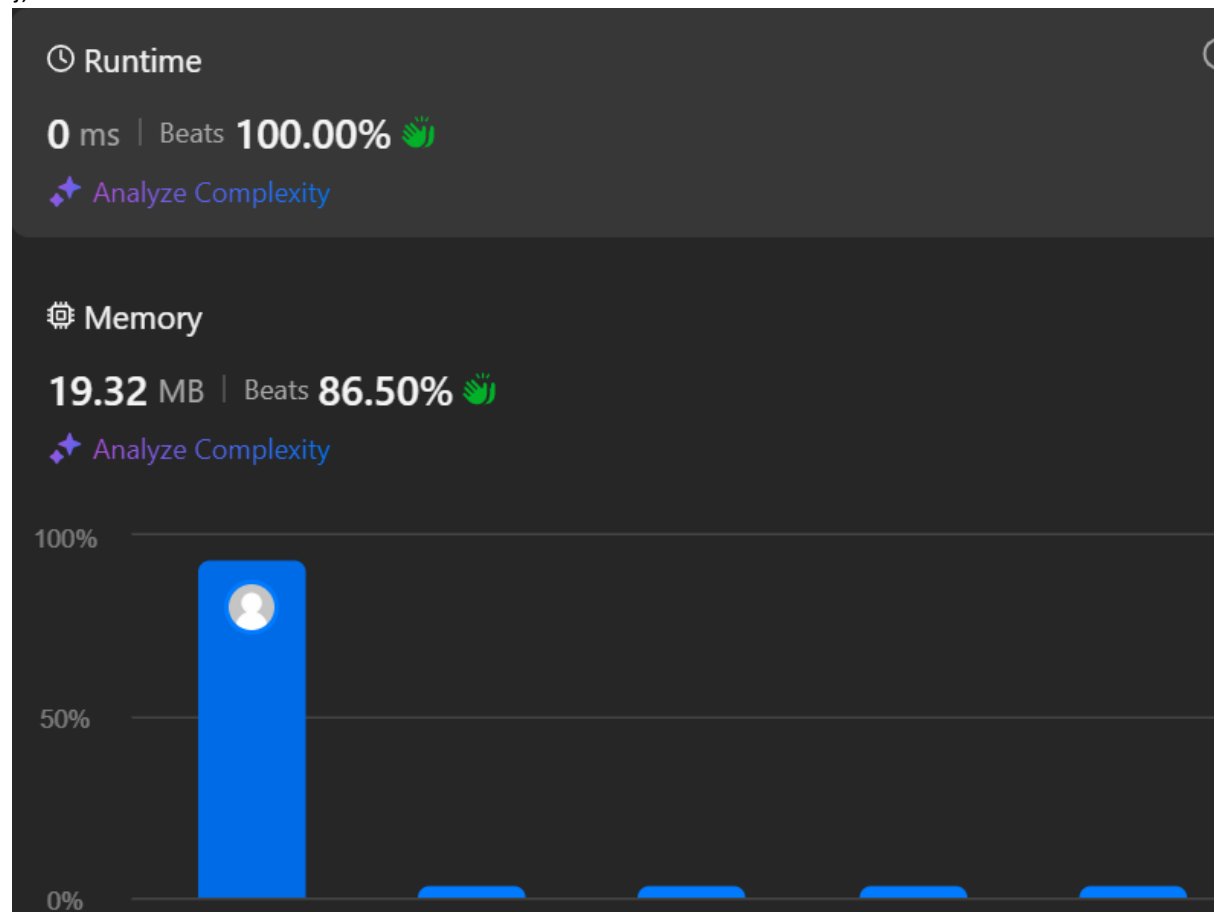 Runtime
0 ms | Beats 100.00%
Analyze Complexity
Memory
19.32 MB | Beats 86.50%
Analyze Complexity
100%
50%
0%